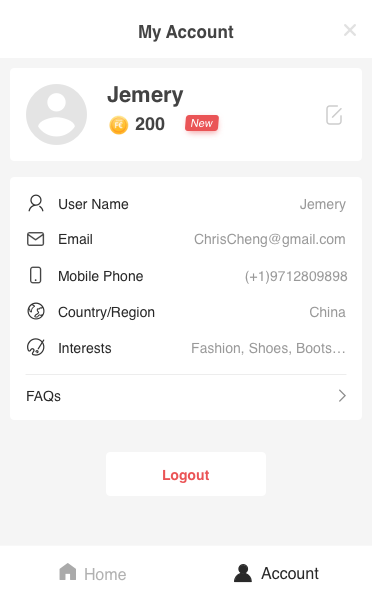 My Account
Jemery
200 New
User Name Jemery
Email ChrisCheng@gmail.com
Mobile Phone (+1)9712809898
Country/Region China
Interests Fashion, Shoes, Boots...
FAQs
Logout
Home Account